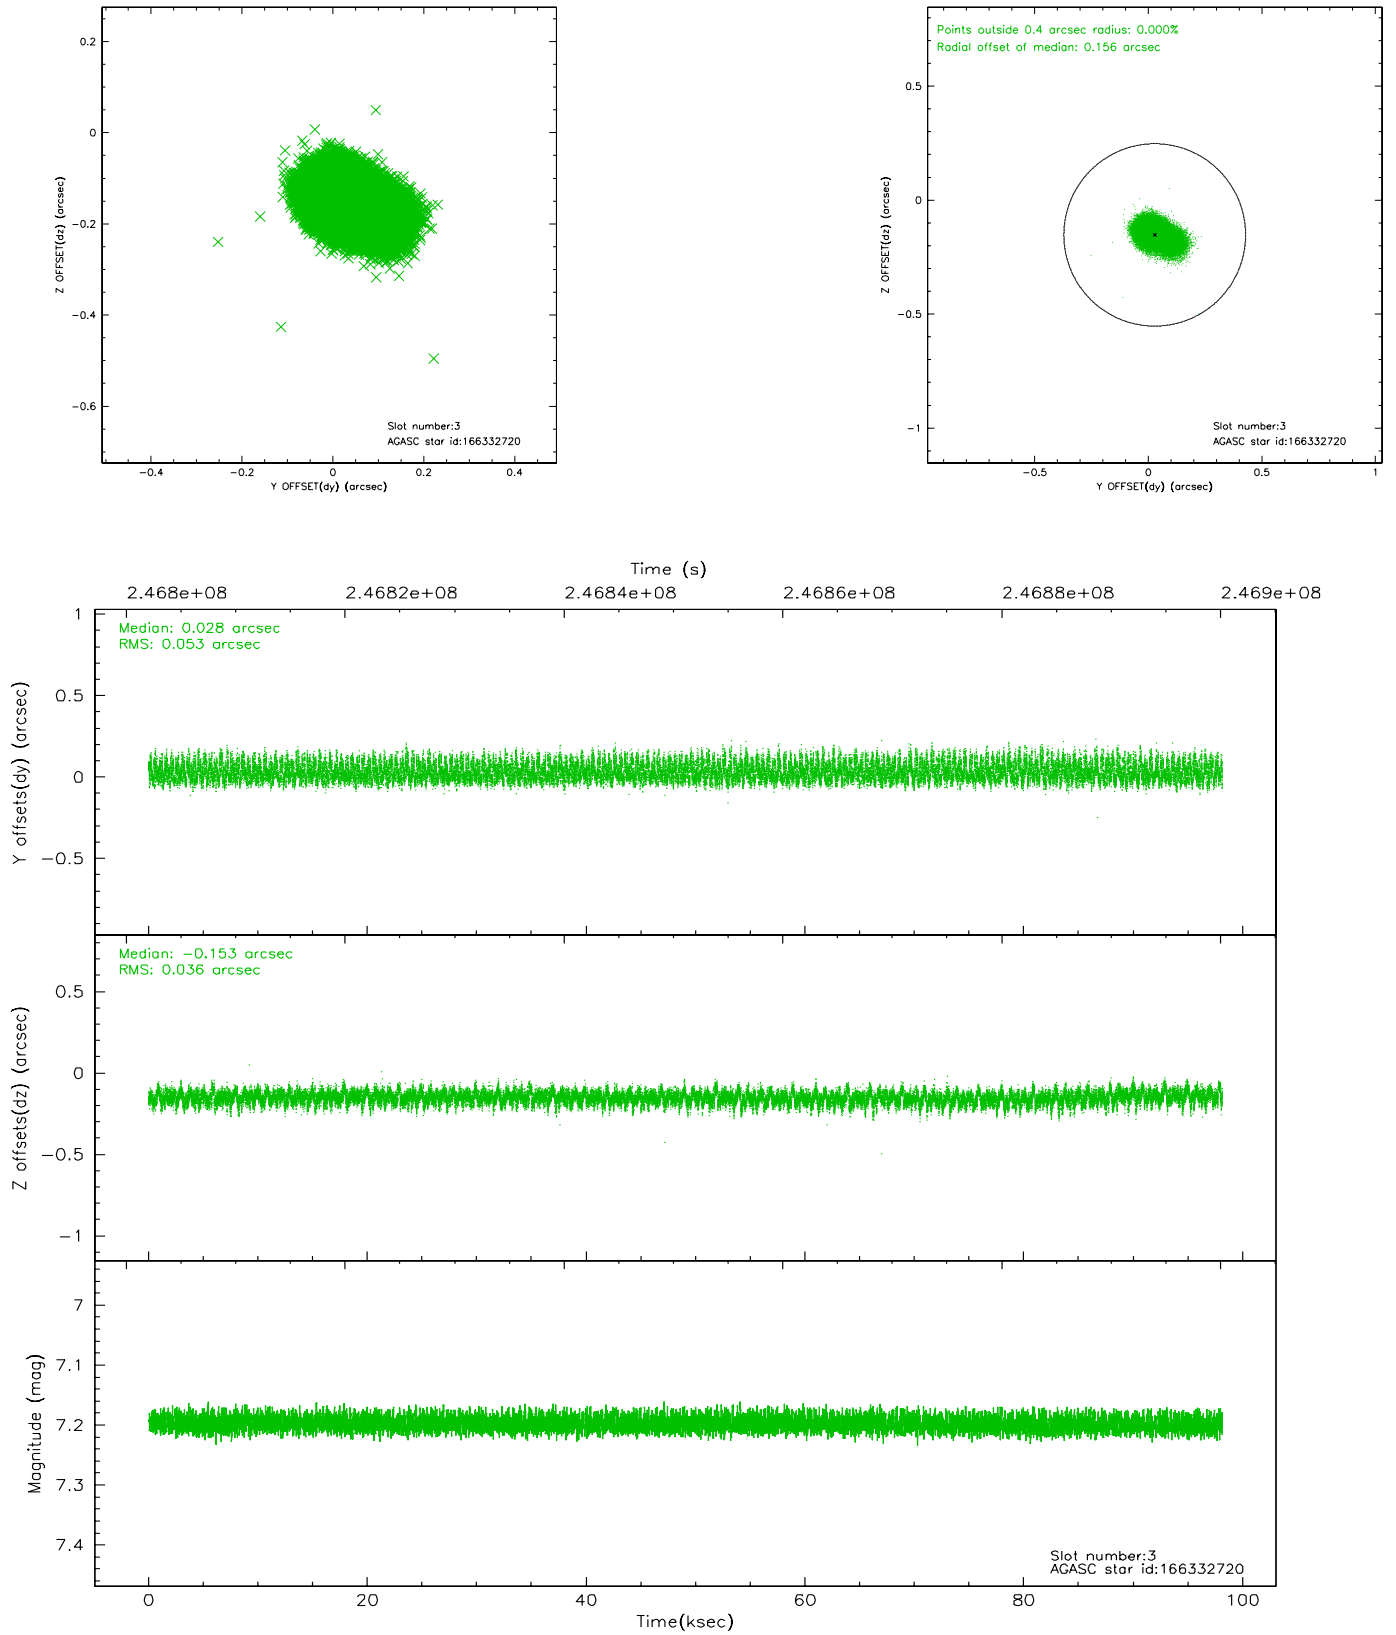 0.2
0
−0.2
−0.4
−0.6
Z OFFSET(dz) (arcsec)
Slot number:3
AGASC star id:166332720
−0.4 −0.2 0 0.2 0.4
Y OFFSET(dy) (arcsec)
Points outside 0.4 arcsec radius: 0.000%
Radial offset of median: 0.156 arcsec
0.5
0
−0.5
−1
Z OFFSET(dz) (arcsec)
Slot number:3
AGASC star id:166332720
−0.5 0 0.5 1
Y OFFSET(dy) (arcsec)
Time (s)
2.468e+08 2.4682e+08 2.4684e+08 2.4686e+08 2.4688e+08 2.469e+08
Median: 0.028 arcsec
RMS: 0.053 arcsec
1
0.5
0
−0.5
Y offsets(dy) (arcsec)
Median: −0.153 arcsec
RMS: 0.036 arcsec
0.5
0
−0.5
−1
Z offsets(dz) (arcsec)
7
7.1
7.2
7.3
7.4
Magnitude (mag)
Slot number:3
AGASC star id:166332720
0 20 40 60 80 100
Time(ksec)